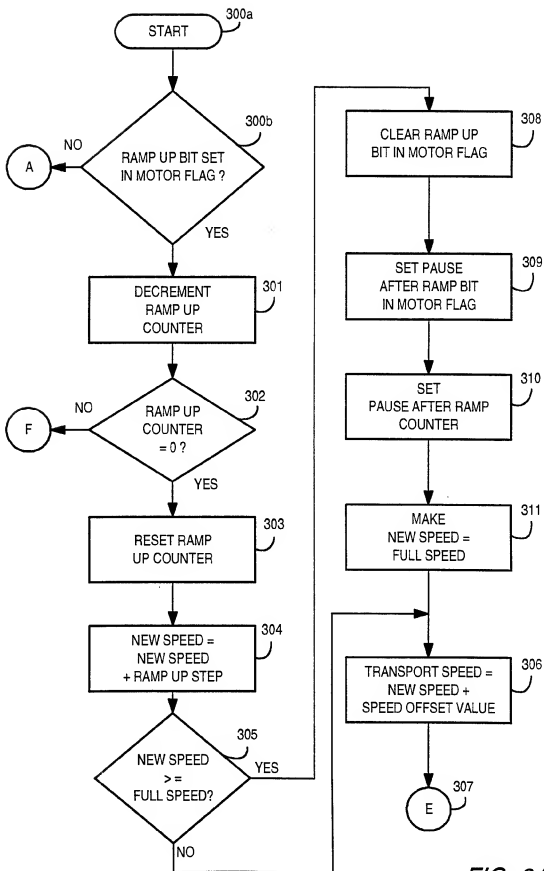 START
300a
RAMP UP BIT SET
IN MOTOR FLAG ?
300b
NO
A
YES
DECREMENT
RAMP UP
COUNTER
301
RAMP UP
COUNTER
= 0 ?
302
NO
F
YES
RESET RAMP
UP COUNTER
303
NEW SPEED =
NEW SPEED
+ RAMP UP STEP
304
NEW SPEED
>=
FULL SPEED?
305
YES
NO
CLEAR RAMP UP
BIT IN MOTOR FLAG
308
SET PAUSE
AFTER RAMP BIT
IN MOTOR FLAG
309
SET
PAUSE AFTER RAMP
COUNTER
310
MAKE
NEW SPEED =
FULL SPEED
311
TRANSPORT SPEED =
NEW SPEED +
SPEED OFFSET VALUE
306
E
307
FIG.